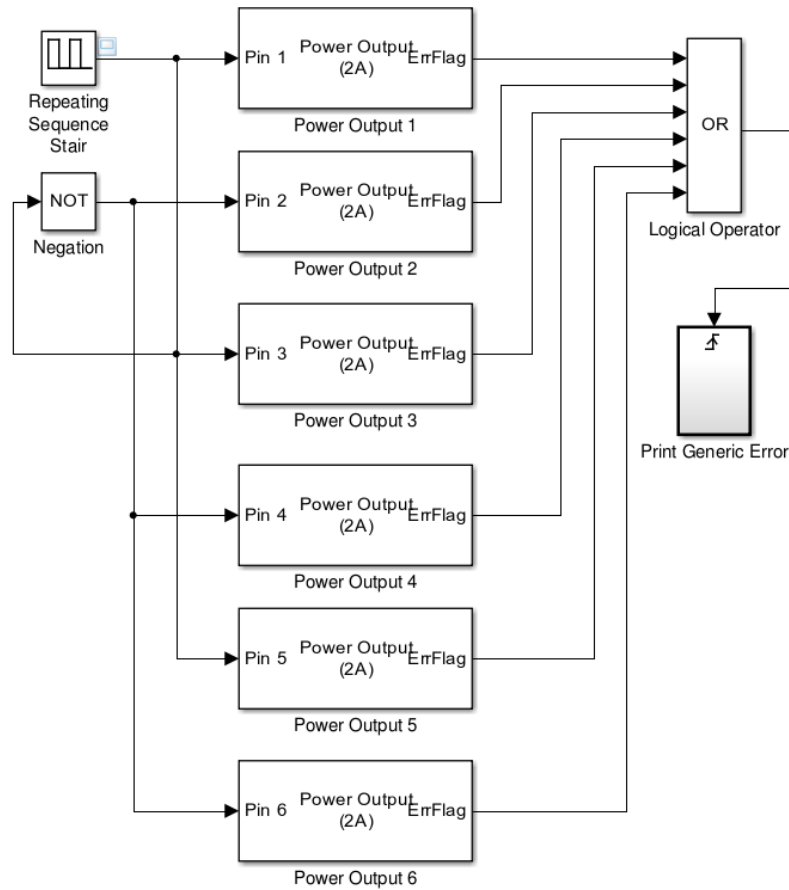 Pin 1
Power Output
(2A)
ErrFlag
Power Output 1
Repeating
Sequence
Stair
NOT
Negation
Pin 2
Power Output
(2A)
ErrFlag
Power Output 2
OR
Logical Operator
Pin 3
Power Output
(2A)
ErrFlag
Power Output 3
Print Generic Error
Pin 4
Power Output
(2A)
ErrFlag
Power Output 4
Pin 5
Power Output
(2A)
ErrFlag
Power Output 5
Pin 6
Power Output
(2A)
ErrFlag
Power Output 6